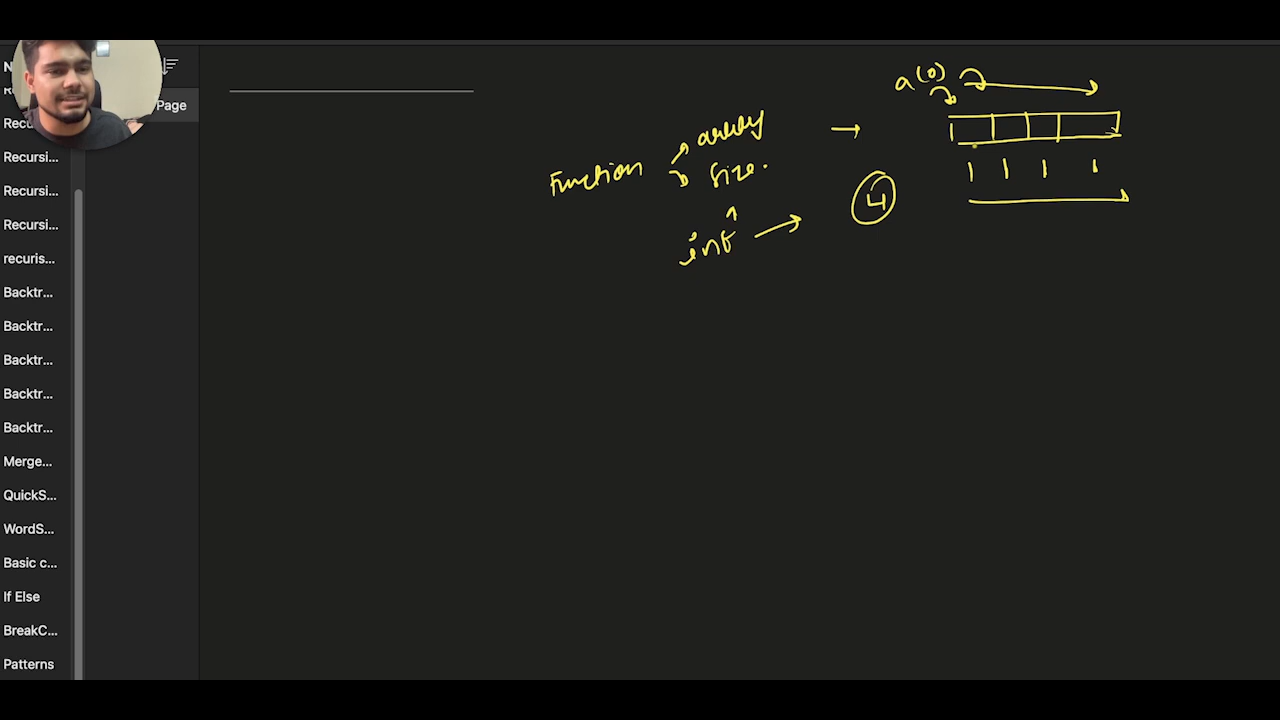 Page
Recursi...
Recursi...
Recursi...
recuris...
Backtr...
Backtr...
Backtr...
Backtr...
Backtr...
Merge...
QuickS...
WordS...
Basic c...
If Else
BreakC...
Patterns
a(0)
array
Function
size.
4
int